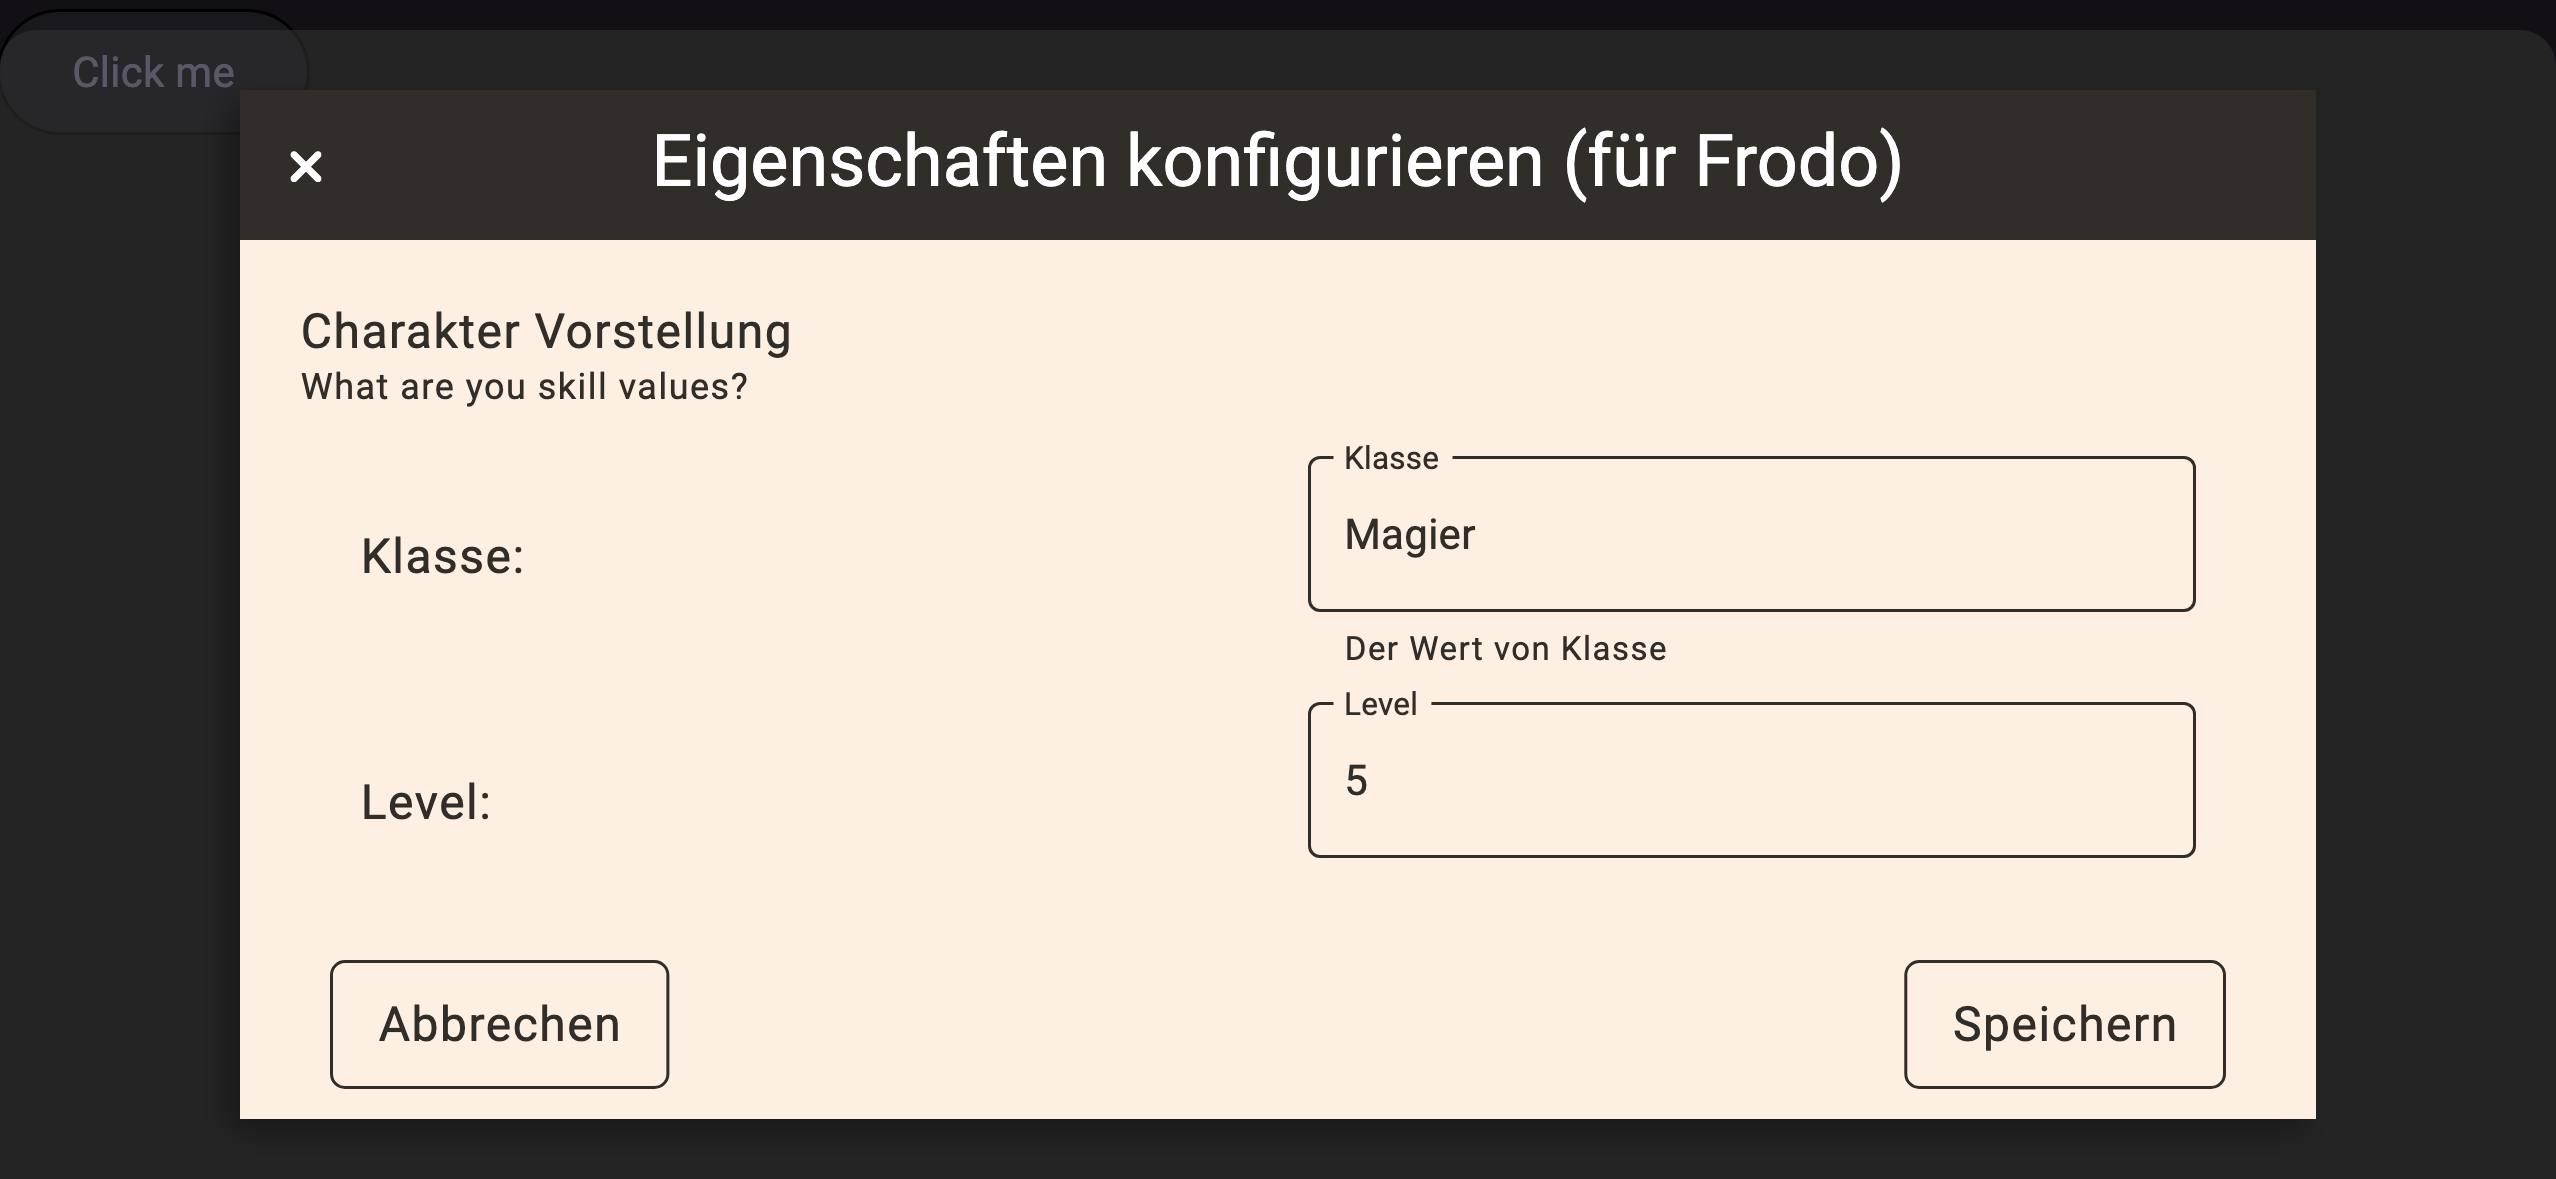 Click me
Eigenschaften konfigurieren (für Frodo)
Charakter Vorstellung
What are you skill values?
Klasse
Klasse:
Magier
Der Wert von Klasse
Level
Level:
5
Abbrechen
Speichern